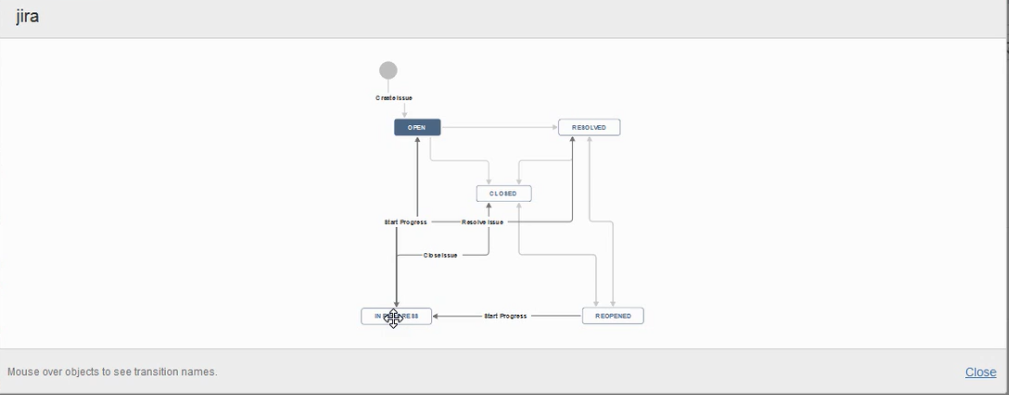 jira
Create Issue
OPEN
RESOLVED
CLOSED
Start Progress
Resolve Issue
Close Issue
Start Progress
REOPENED
Mouse over objects to see transition names.
Close